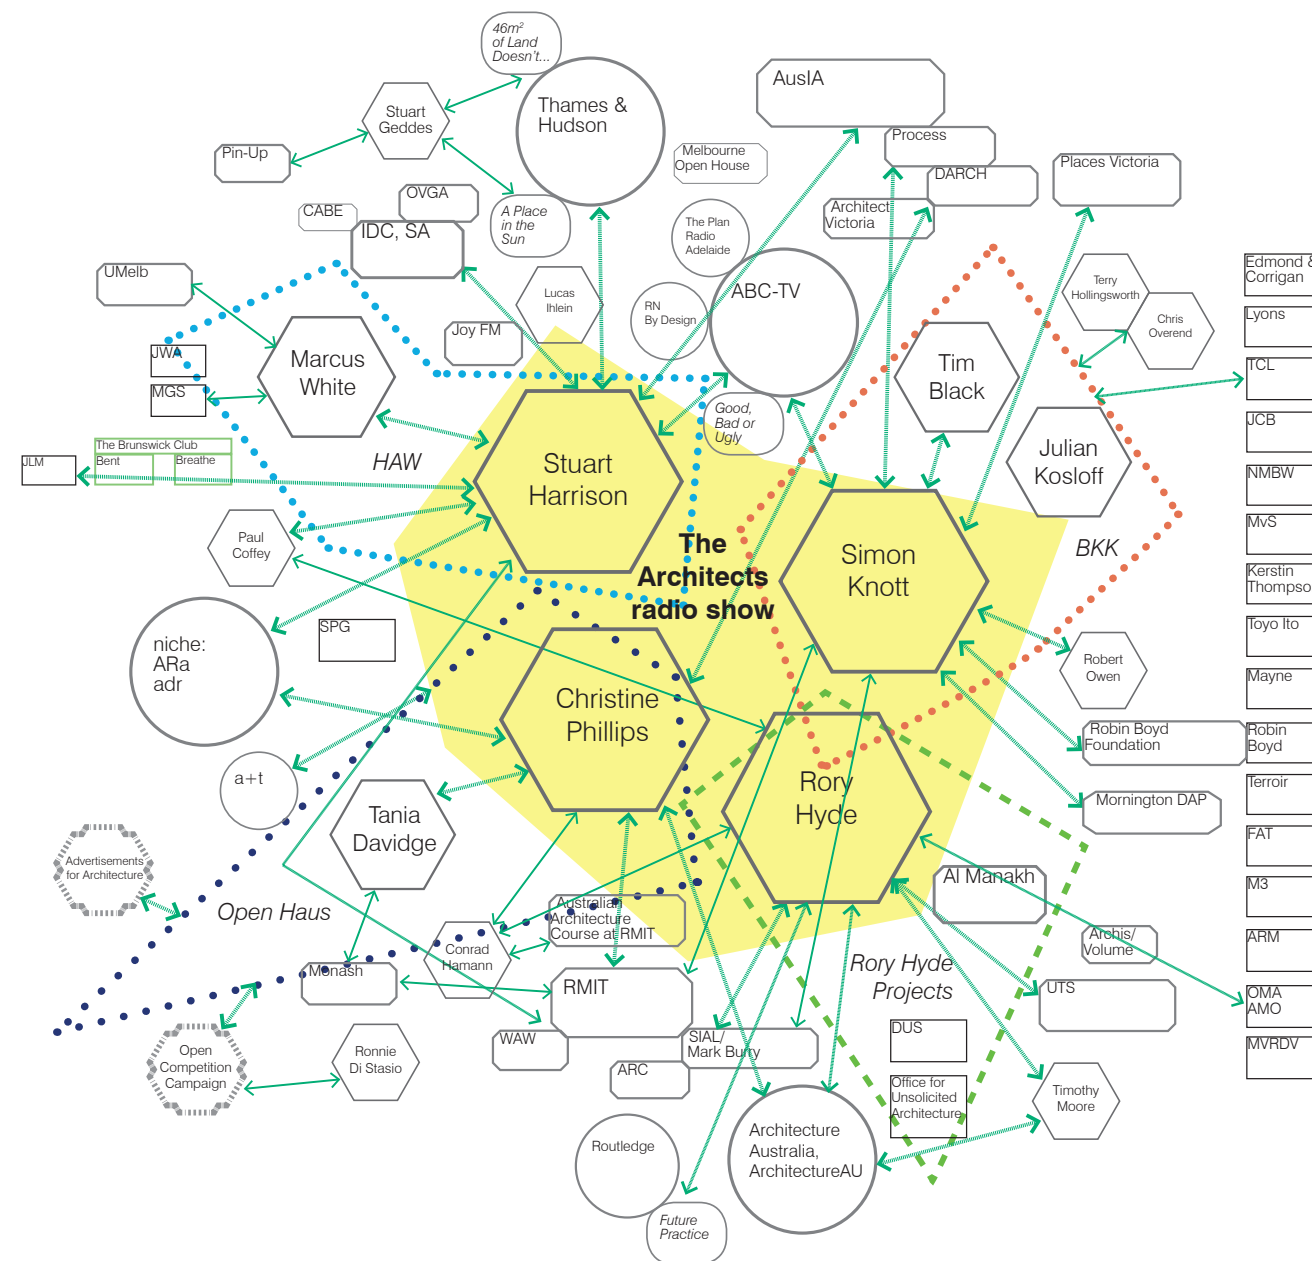 46m²
of Land
Doesn't...
Thames &
Hudson
AusIA
Stuart
Geddes
Pin-Up
Process
Melbourne
Open House
DARCH
Places Victoria
OVGA
CABE
IDC, SA
A Place
in the
Sun
Architect
Victoria
The Plan
Radio
Adelaide
UMelb
Lucas
Ihlein
Joy FM
RN
By Design
ABC-TV
Terry
Hollingsworth
Chris
Overend
Edmond &
Corrigan
Lyons
TCL
JCB
NMBW
MvS
Kerstin
Thompso
Toyo Ito
Mayne
Robin
Boyd
Terroir
FAT
M3
ARM
OMA
AMO
MVRDV
JWA
MGS
Marcus
White
Tim
Black
Good,
Bad or
Ugly
Julian
Kosloff
The Brunswick Club
Bent
Breathe
JLM
HAW
Stuart
Harrison
Paul
Coffey
The
Architects
radio show
Simon
Knott
BKK
niche:
ARa
adr
SPG
Christine
Phillips
Robert
Owen
Robin Boyd
Foundation
a+t
Tania
Davidge
Rory
Hyde
Mornington DAP
Advertisements
for Architecture
Open Haus
Al Manakh
Australian
Architecture
Course at RMIT
Conrad
Hamann
Archis/
Volume
Monash
RMIT
Rory Hyde
Projects
UTS
WAW
SIAL/
Mark Burry
ARC
DUS
Open
Competition
Campaign
Ronnie
Di Stasio
Office for
Unsolicited
Architecture
Timothy
Moore
Routledge
Architecture
Australia,
ArchitectureAU
Future
Practice